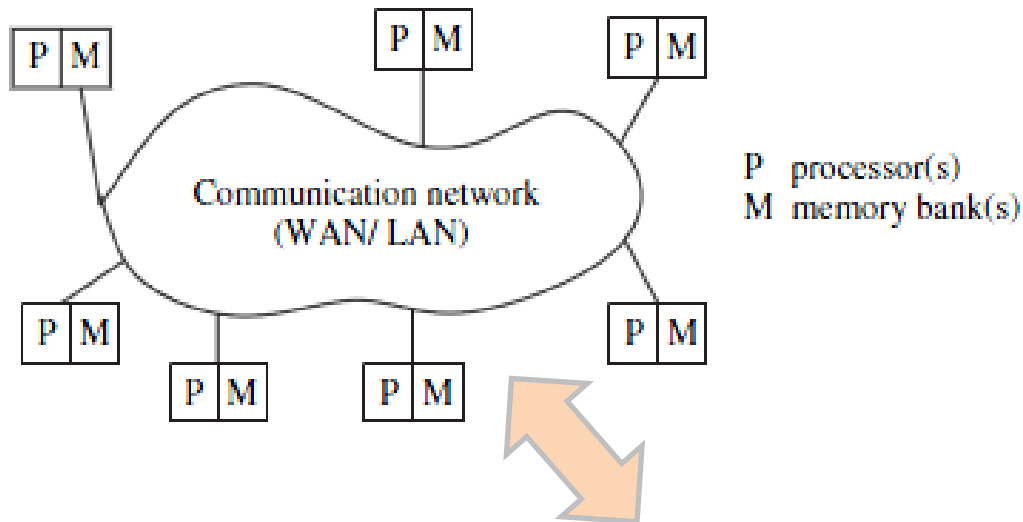 P M
P M
P M
Communication network
(WAN/ LAN)
P processor(s)
M memory bank(s)
P M
P M
P M
P M